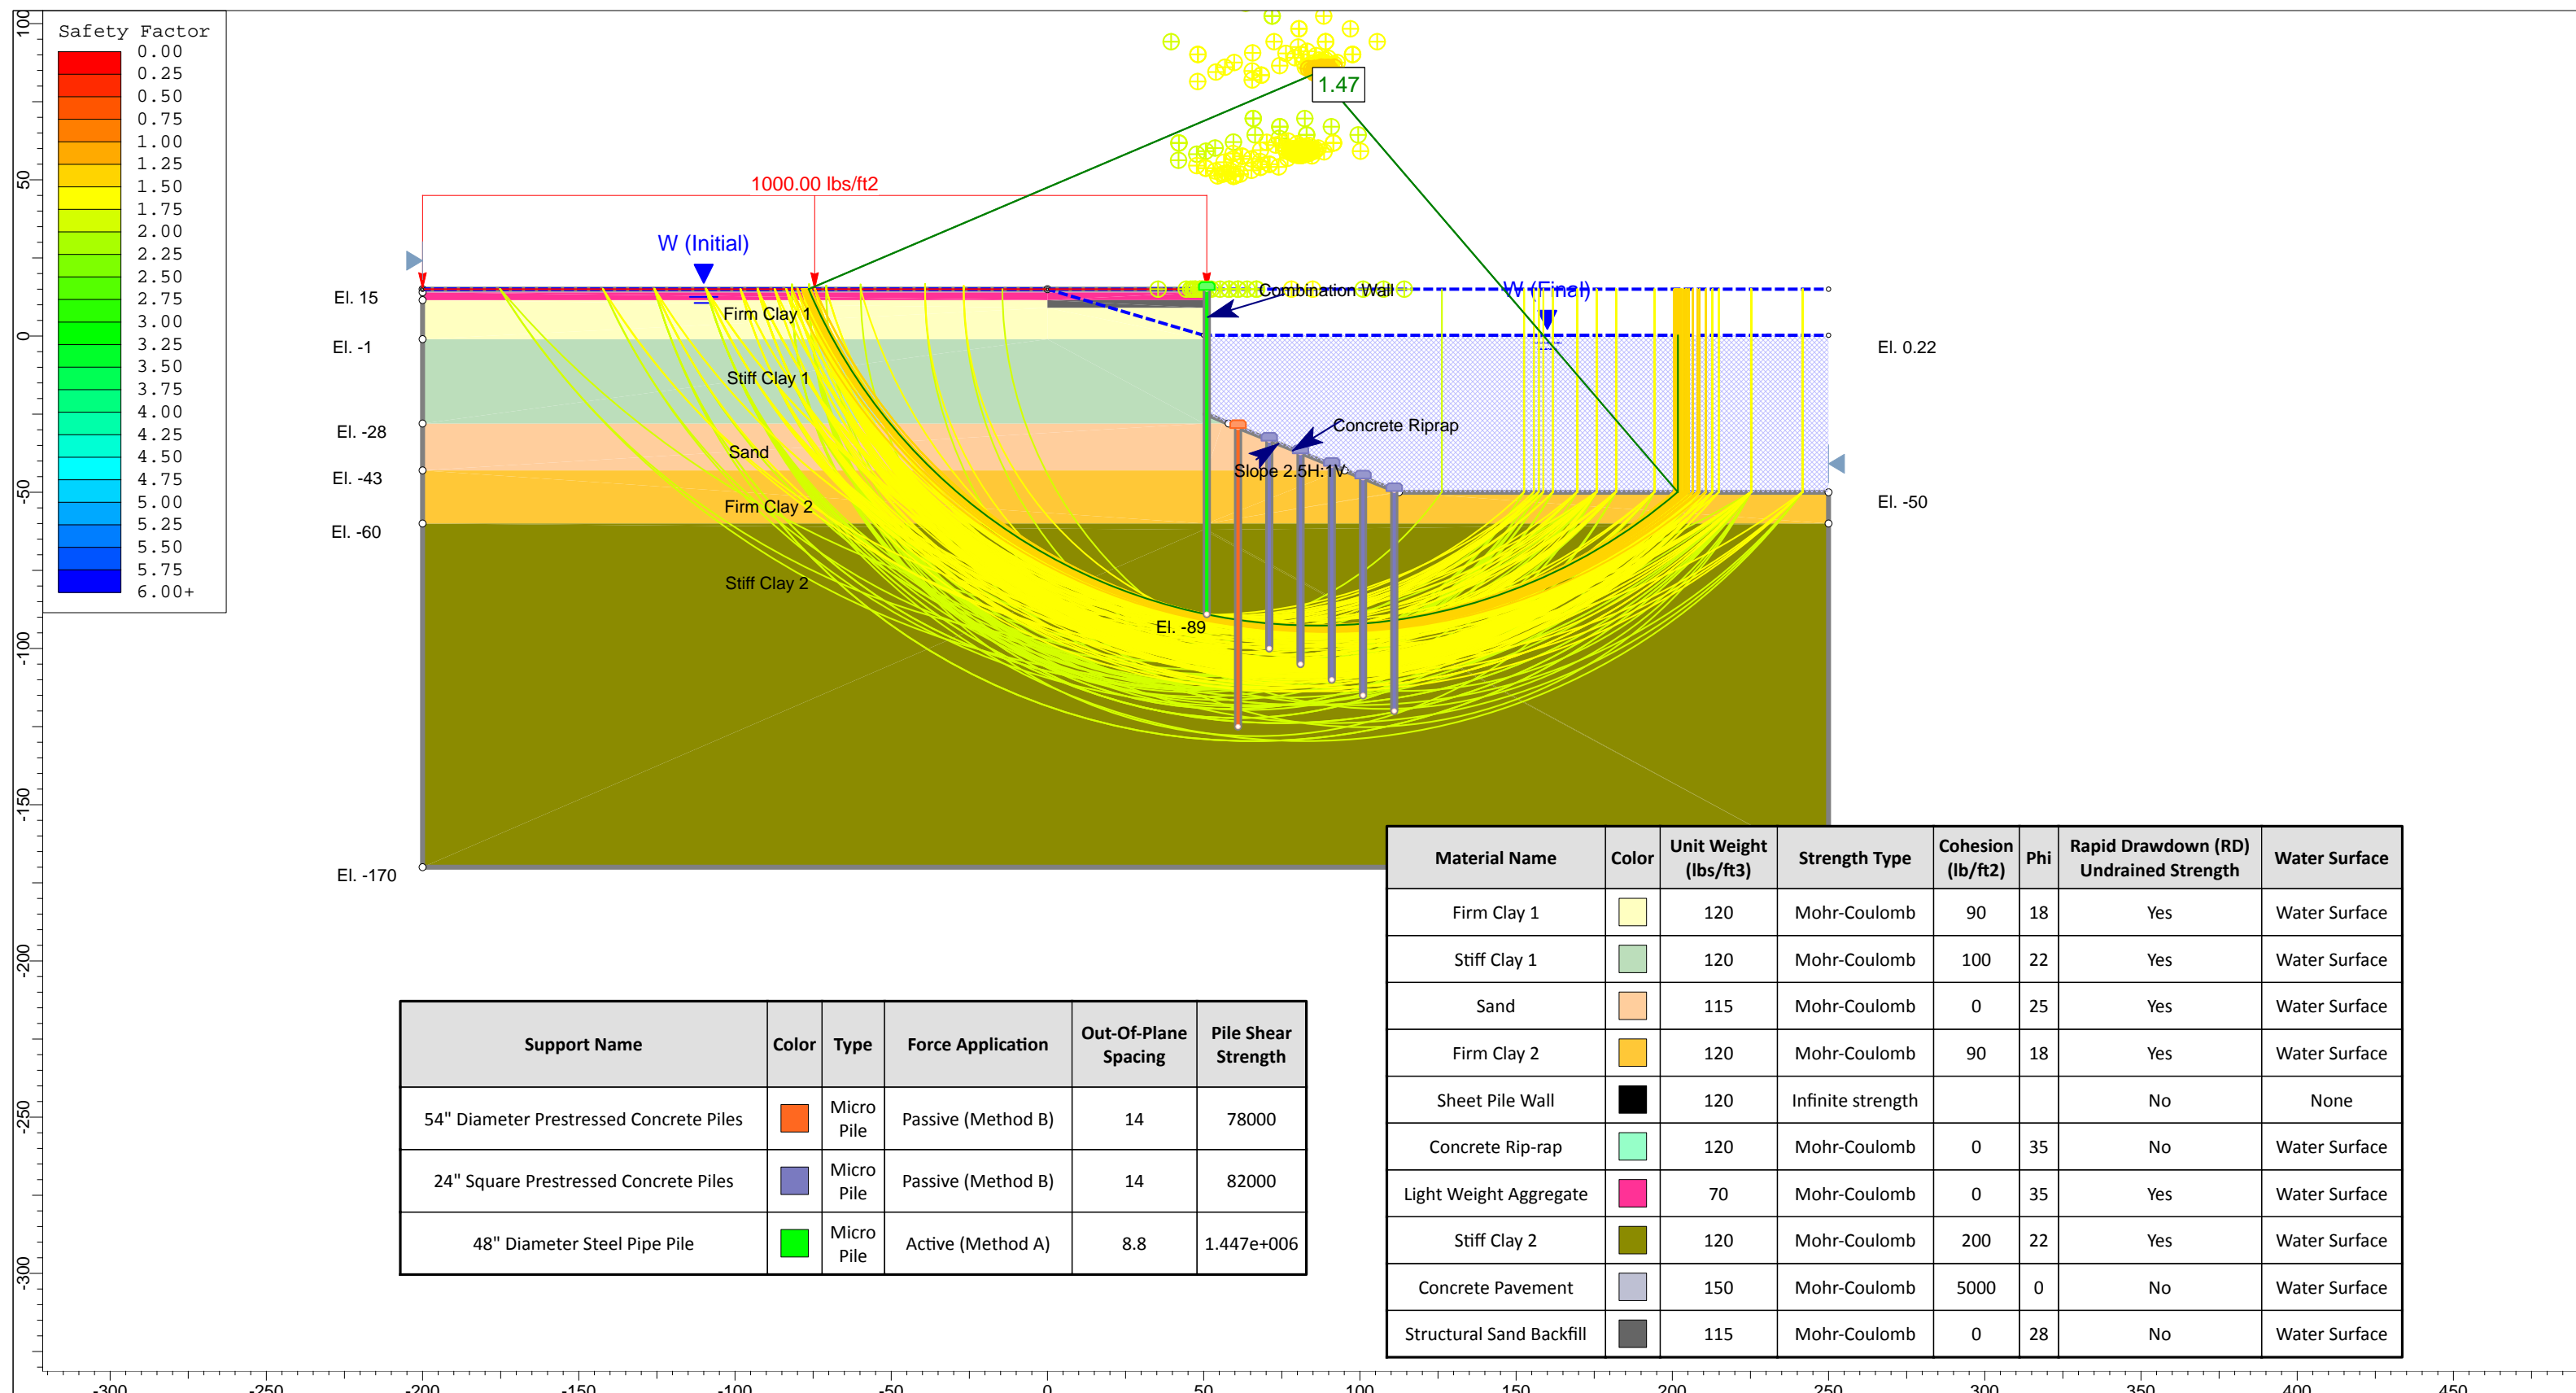 Safety Factor
0.00
0.25
0.50
0.75
1.00
1.25
1.50
1.75
2.00
2.25
2.50
2.75
3.00
3.25
3.50
3.75
4.00
4.25
4.50
4.75
5.00
5.25
5.50
5.75
6.00+
100
50
0
-50
-100
-150
-200
-250
-300
1.47
1000.00 lbs/ft2
W (Initial)
W (Final)
Combination Wall
El. 15
Firm Clay 1
El. -1
El. 0.22
Stiff Clay 1
Concrete Riprap
El. -28
Sand
Slope 2.5H:1V
El. -43
Firm Clay 2
El. -50
El. -60
Stiff Clay 2
El. -89
El. -170
Support Name Color Type Force Application Out-Of-Plane Spacing Pile Shear Strength
54" Diameter Prestressed Concrete Piles Micro Pile Passive (Method B) 14 78000
24" Square Prestressed Concrete Piles Micro Pile Passive (Method B) 14 82000
48" Diameter Steel Pipe Pile Micro Pile Active (Method A) 8.8 1.447e+006
Material Name Color Unit Weight (lbs/ft3) Strength Type Cohesion (lb/ft2) Phi Rapid Drawdown (RD) Undrained Strength Water Surface
Firm Clay 1 120 Mohr-Coulomb 90 18 Yes Water Surface
Stiff Clay 1 120 Mohr-Coulomb 100 22 Yes Water Surface
Sand 115 Mohr-Coulomb 0 25 Yes Water Surface
Firm Clay 2 120 Mohr-Coulomb 90 18 Yes Water Surface
Sheet Pile Wall 120 Infinite strength No None
Concrete Rip-rap 120 Mohr-Coulomb 0 35 No Water Surface
Light Weight Aggregate 70 Mohr-Coulomb 0 35 Yes Water Surface
Stiff Clay 2 120 Mohr-Coulomb 200 22 Yes Water Surface
Concrete Pavement 150 Mohr-Coulomb 5000 0 No Water Surface
Structural Sand Backfill 115 Mohr-Coulomb 0 28 No Water Surface
-300 -250 -200 -150 -100 -50 0 50 100 150 200 250 300 350 400 450